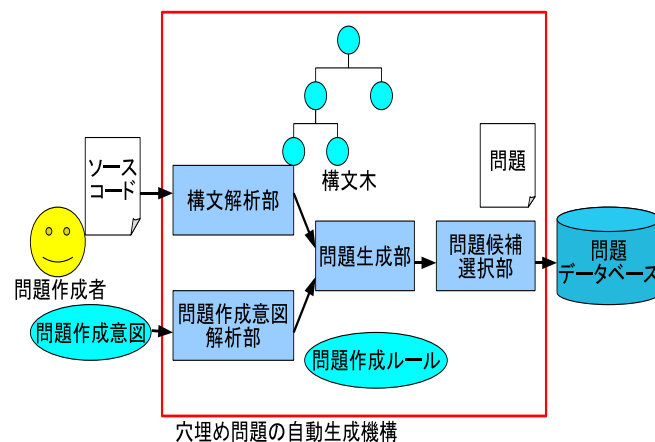 ソース
コード
構文木
問題
構文解析部
問題生成部
問題候補
選択部
問題
データベース
問題作成者
問題作成意図
問題作成意図
解析部
問題作成ルール
穴埋め問題の自動生成機構